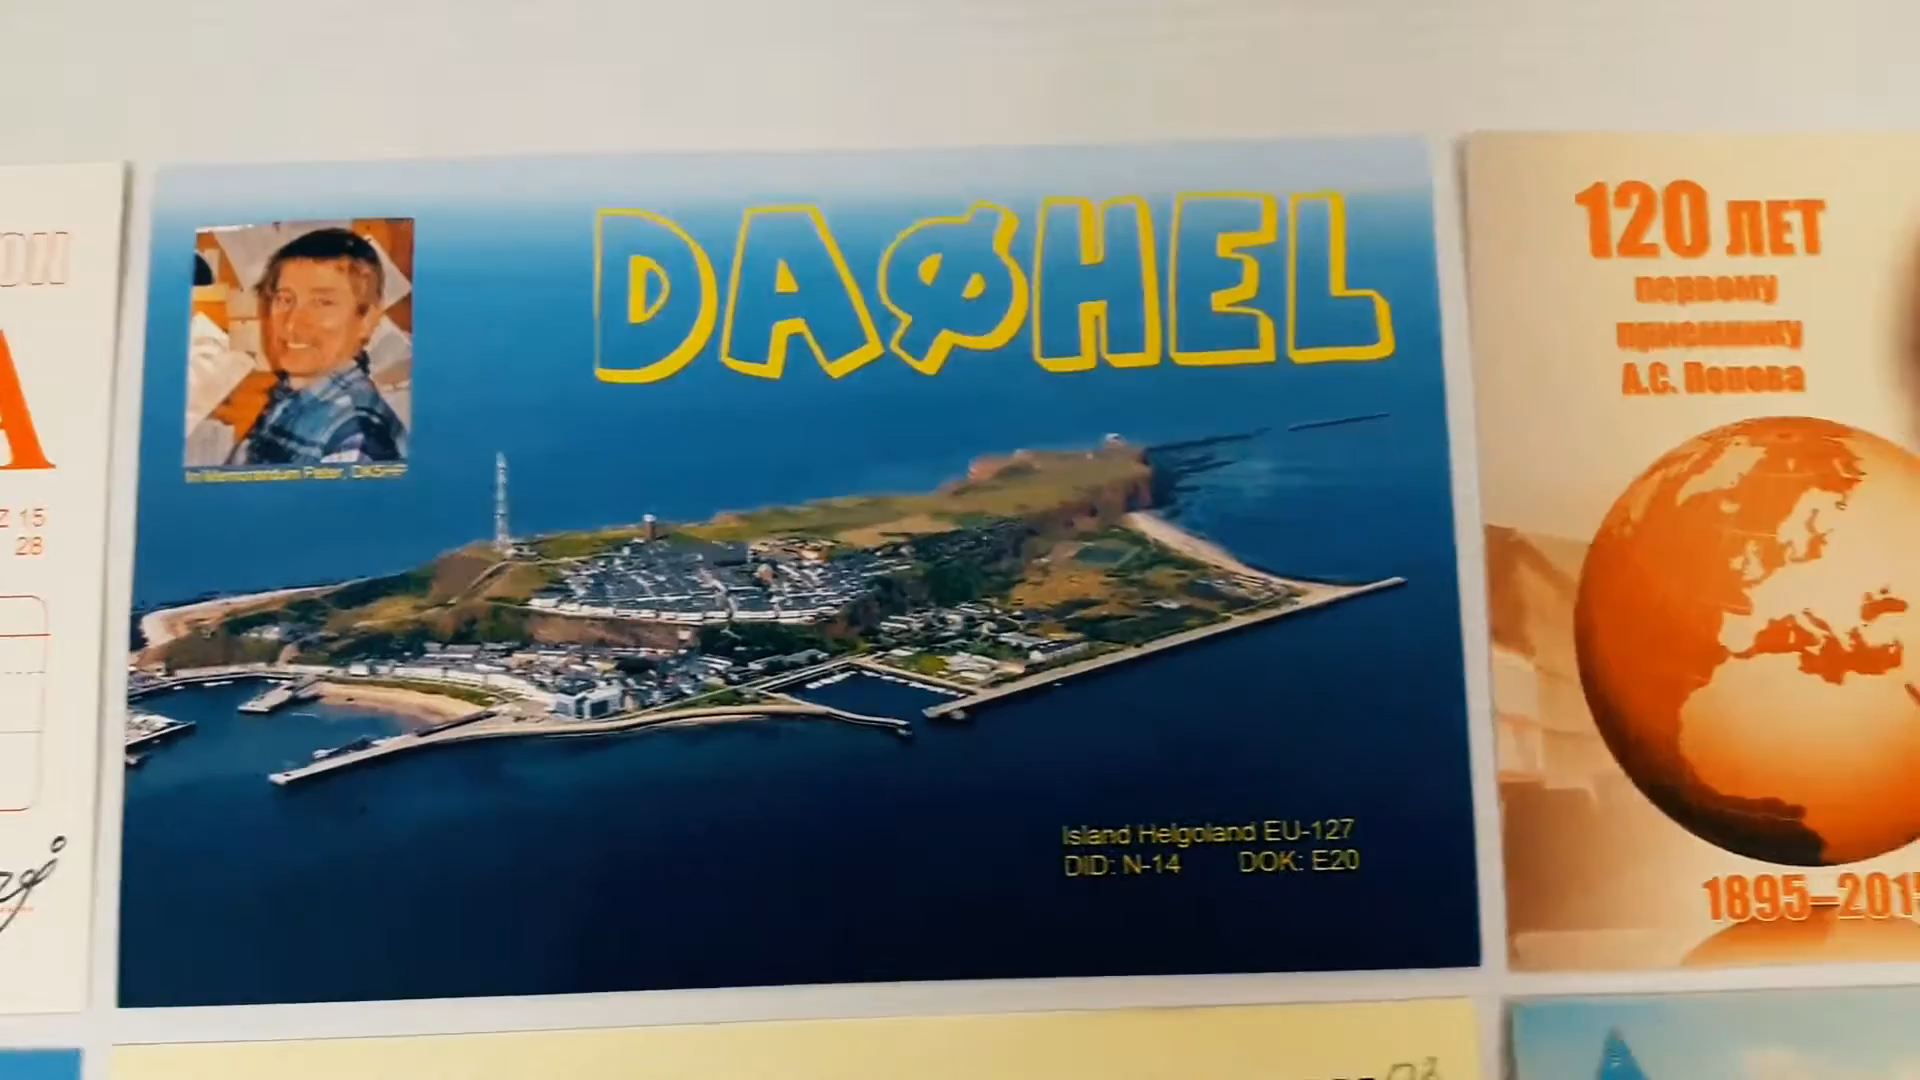 DAØHEL
In Memorandum Peter, DK5HF
Island Helgoland EU-127
DID: N-14 DOK: E20
120 ЛЕТ
первому
приемнику
А.С. Попова
1895–201
Z 15
28
A